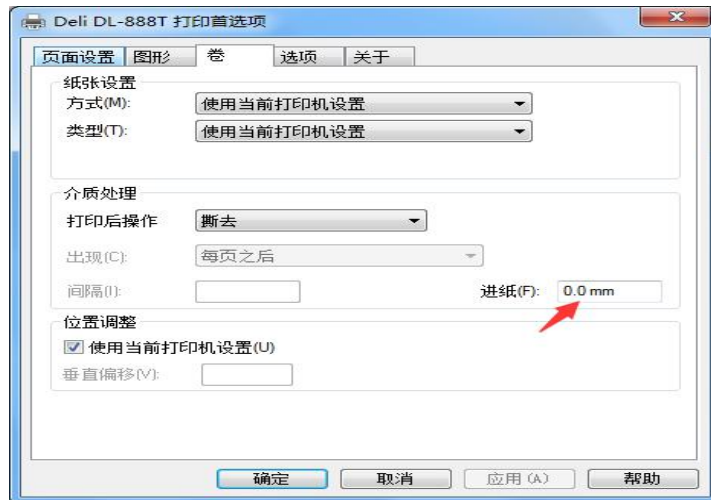 Deli DL-888T 打印首选项
页面设置 图形 卷 选项 关于
纸张设置
方式(M): 使用当前打印机设置
类型(T): 使用当前打印机设置
介质处理
打印后操作 撕去
出现(C): 每页之后
间隔(I): 进纸(F): 0.0 mm
位置调整
使用当前打印机设置(U)
垂直偏移(V):
确定 取消 应用(A) 帮助